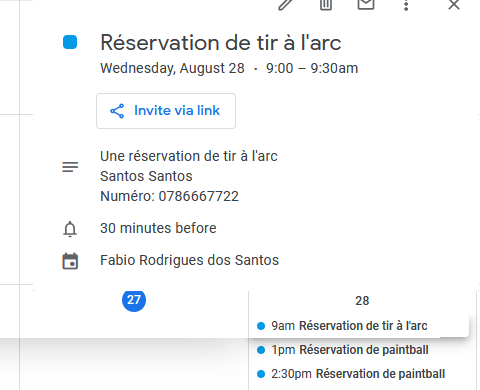 Réservation de tir à l'arc
Wednesday, August 28 · 9:00 – 9:30am
Invite via link
Une réservation de tir à l'arc
Santos Santos
Numéro: 0786667722
30 minutes before
Fabio Rodrigues dos Santos
27
28
9am Réservation de tir à l'arc
1pm Réservation de paintball
2:30pm Réservation de paintball